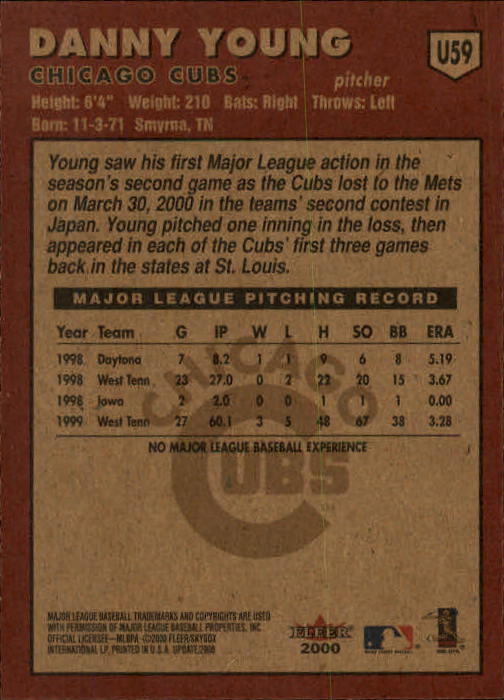 DANNY YOUNG
U59
CHICAGO CUBS
pitcher
Height: 6'4" Weight: 210 Bats: Right Throws: Left
Born: 11-3-71 Smyrna, TN
Young saw his first Major League action in the
season's second game as the Cubs lost to the Mets
on March 30, 2000 in the teams' second contest in
Japan. Young pitched one inning in the loss, then
appeared in each of the Cubs' first three games
back in the states at St. Louis.
MAJOR LEAGUE PITCHING RECORD
Year Team G IP W L H SO BB ERA
1998 Daytona 7 8.2 1 1 9 6 8 5.19
1998 West Tenn 23 27.0 0 2 22 20 15 3.67
1998 Iowa 2 2.0 0 0 1 1 1 0.00
1999 West Tenn 27 60.1 3 5 48 67 38 3.28
NO MAJOR LEAGUE BASEBALL EXPERIENCE
CHICAGO
CUBS
MAJOR LEAGUE BASEBALL TRADEMARKS AND COPYRIGHTS ARE USED
WITH PERMISSION OF MAJOR LEAGUE BASEBALL PROPERTIES, INC.
OFFICIAL LICENSEE—MLBPA ©2000 FLEER/SKYBOX
INTERNATIONAL LP, PRINTED IN U.S.A. UPDATE/2000
FLEER
2000